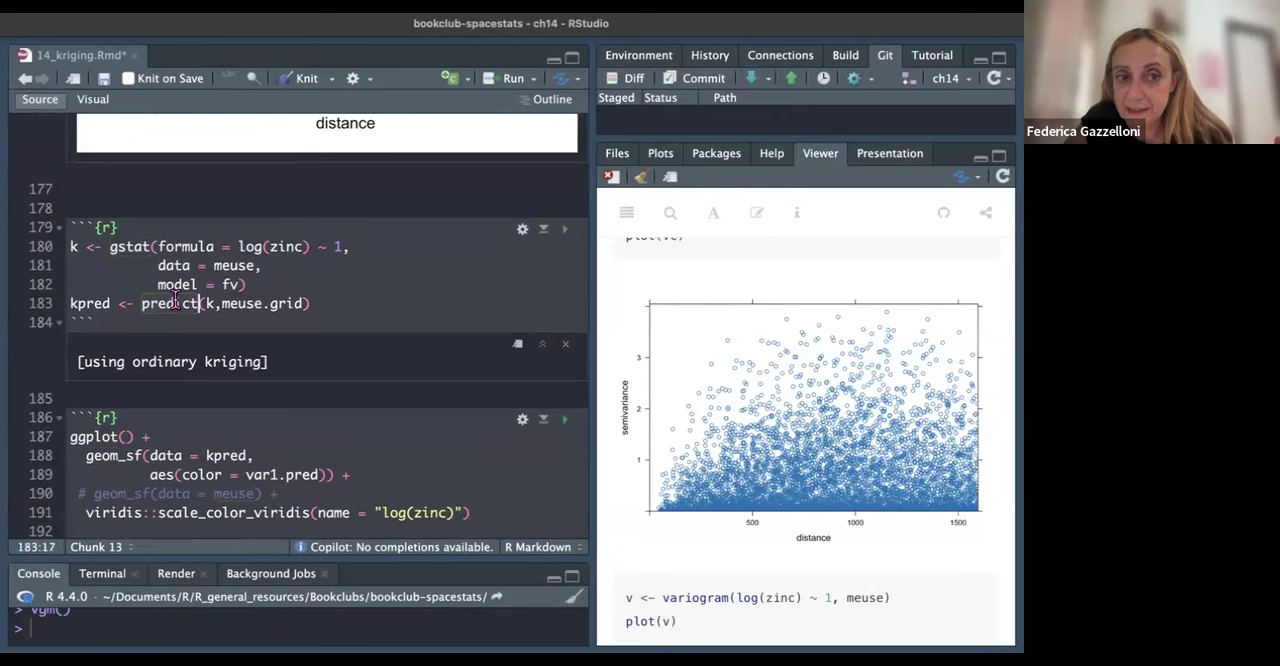 bookclub-spacestats - ch14 - RStudio
14_kriging.Rmd*
Knit on Save
ABC
Knit
Run
Source
Visual
Outline
distance
177
178
179 ```{r}
180 k <- gstat(formula = log(zinc) ~ 1,
181 data = meuse,
182 model = fv)
183 kpred <- predict(k,meuse.grid)
184 ```
[using ordinary kriging]
185
186 ```{r}
187 ggplot() +
188 geom_sf(data = kpred,
189 aes(color = var1.pred)) +
190 # geom_sf(data = meuse) +
191 viridis::scale_color_viridis(name = "log(zinc)")
192
183:17 Chunk 13
Copilot: No completions available.
R Markdown
Console
Terminal
Render
Background Jobs
R 4.4.0 · ~/Documents/R/R_general_resources/Bookclubs/bookclub-spacestats/
> vgm()
>
Environment
History
Connections
Build
Git
Tutorial
Diff
Commit
ch14
Staged
Status
Path
Files
Plots
Packages
Help
Viewer
Presentation
plot(vc)
semivariance
3
2
1
500
1000
1500
distance
v <- variogram(log(zinc) ~ 1, meuse)
plot(v)
Federica Gazzelloni